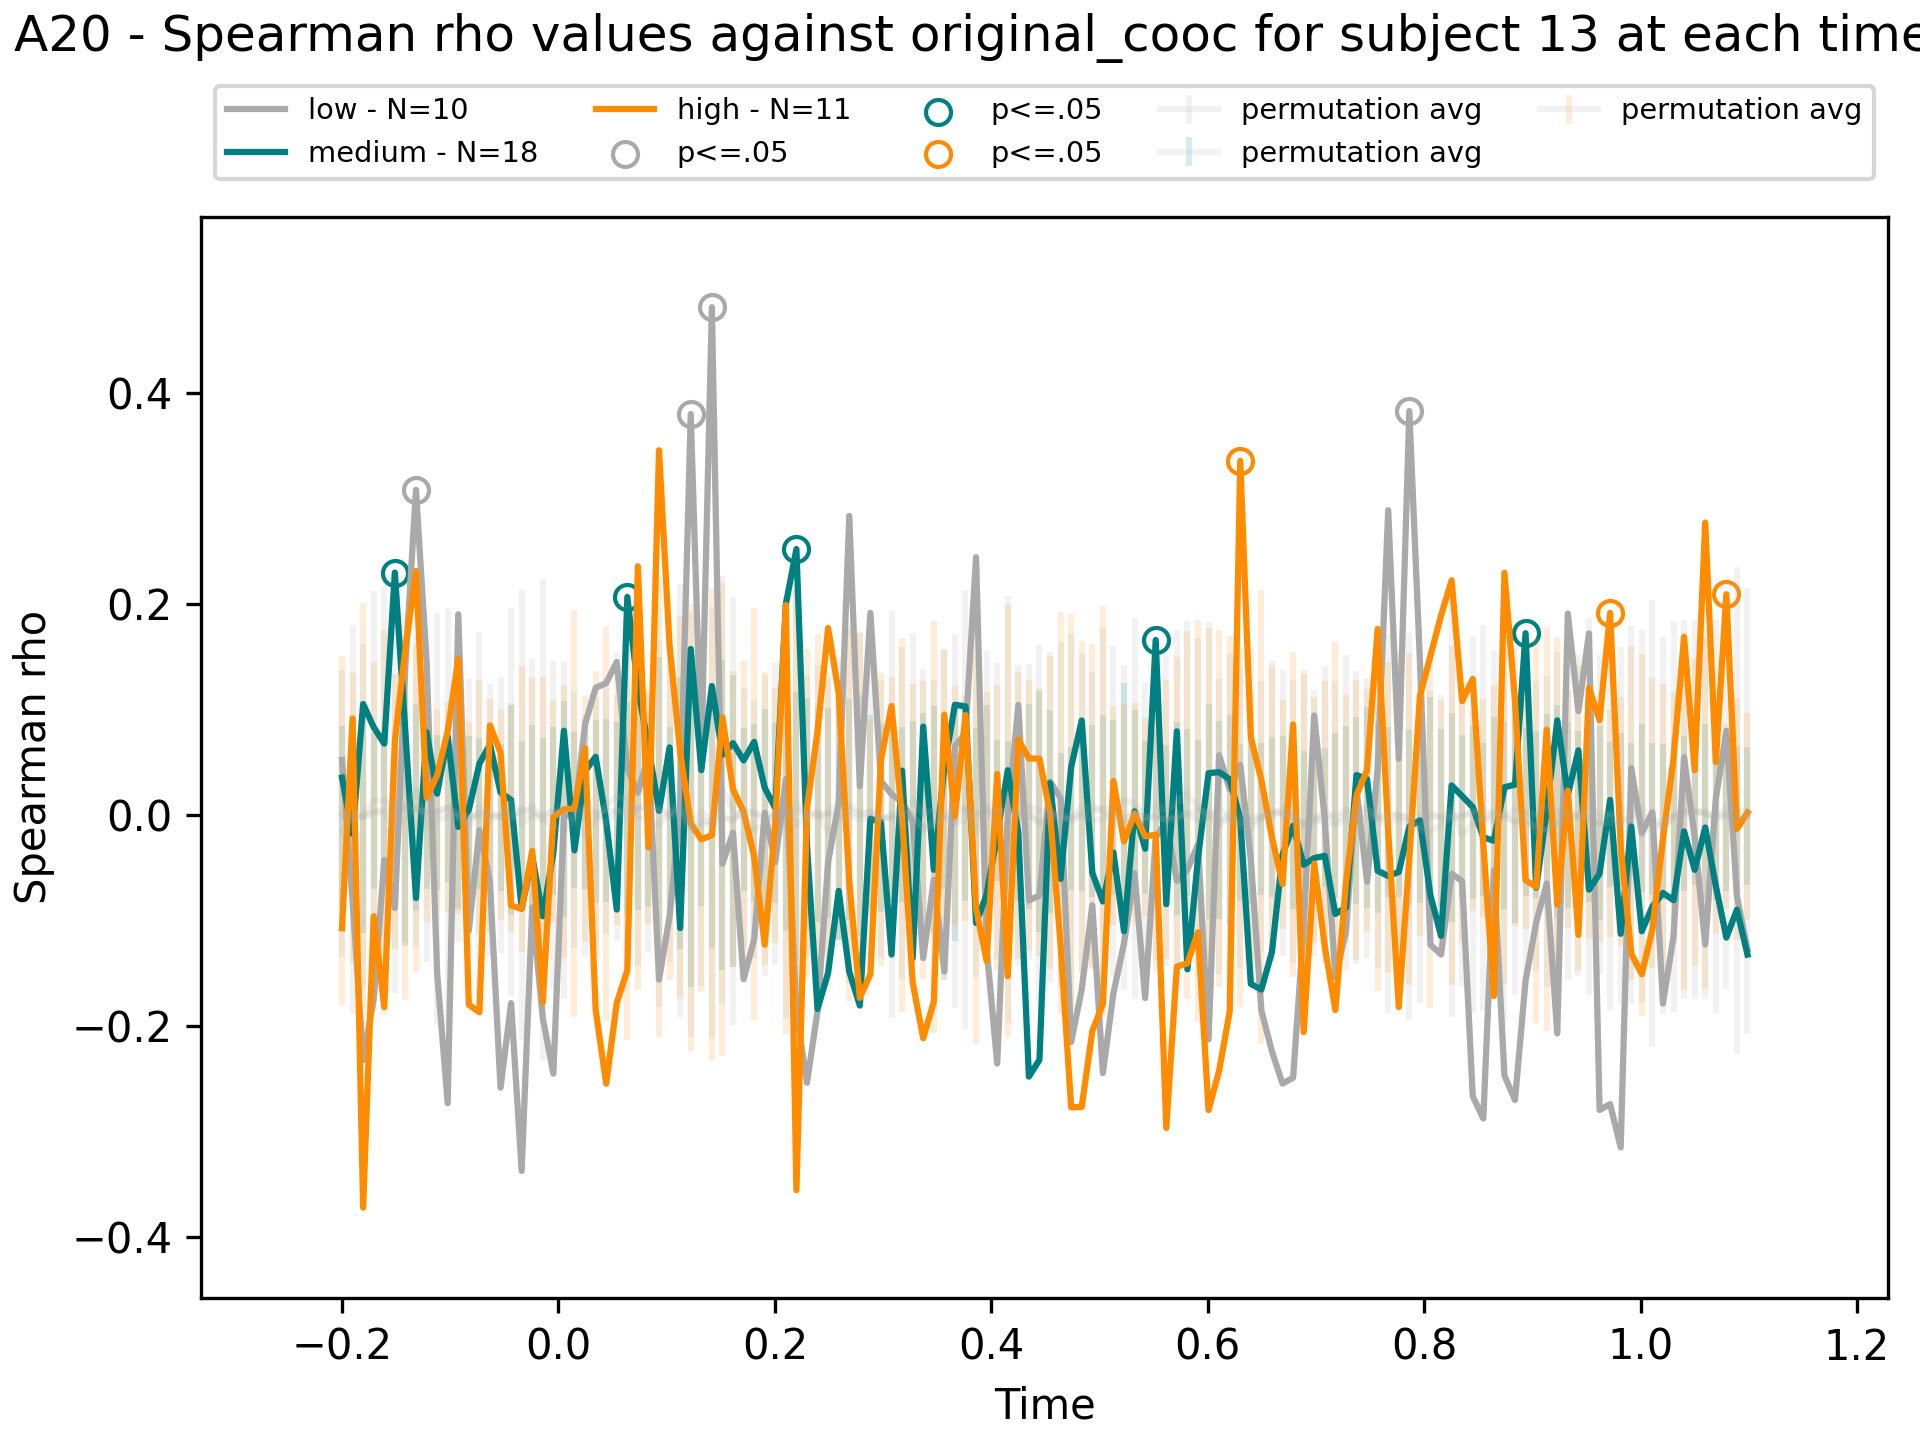 A20 - Spearman rho values against original_cooc for subject 13 at each time
low - N=10 high - N=11 p<=.05 permutation avg permutation avg
medium - N=18 p<=.05 p<=.05 permutation avg
Spearman rho
0.4
0.2
0.0
−0.2
−0.4
−0.2 0.0 0.2 0.4 0.6 0.8 1.0 1.2
Time